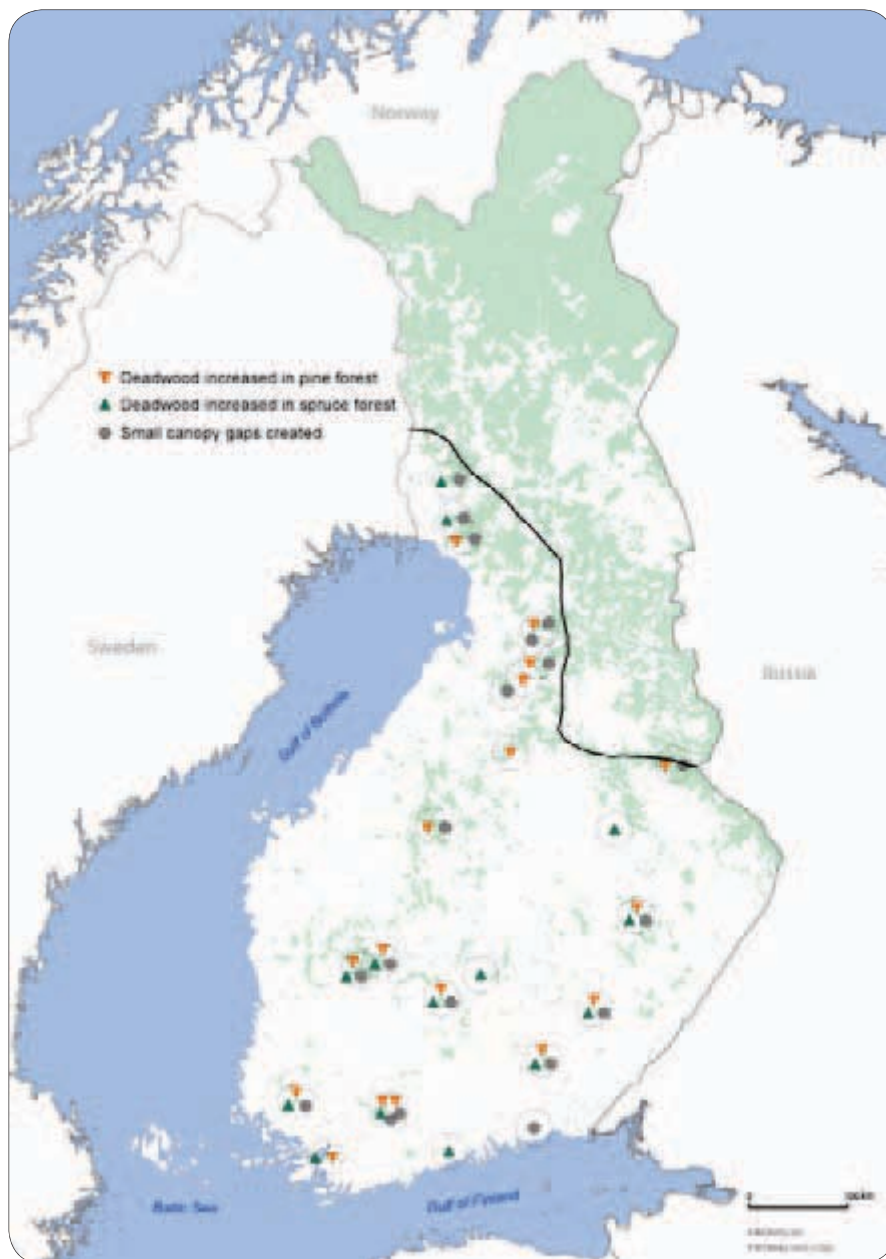 Norway
Deadwood increased in pine forest
Deadwood increased in spruce forest
Small canopy gaps created
Sweden
Russia
Gulf of Bothnia
Baltic Sea
Gulf of Finland
0